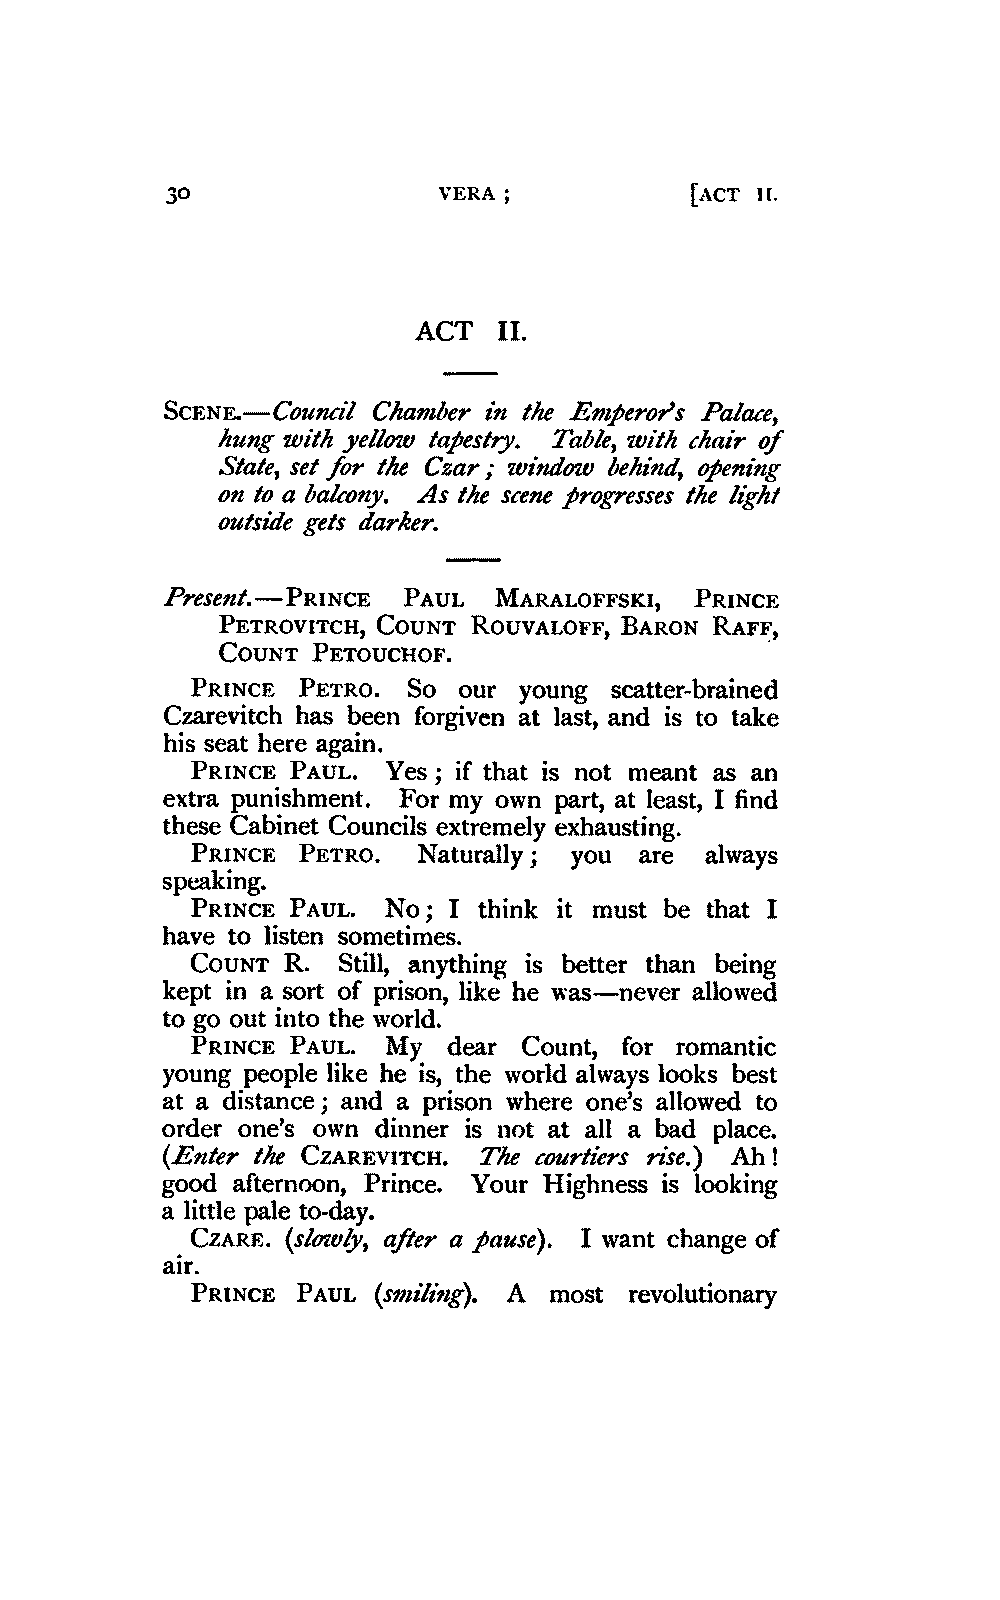 30 VERA ; [ACT II.
ACT II.
SCENE.—Council Chamber in the Emperor's Palace,
hung with yellow tapestry. Table, with chair of
State, set for the Czar ; window behind, opening
on to a balcony. As the scene progresses the light
outside gets darker.
Present.—PRINCE PAUL MARALOFFSKI, PRINCE
PETROVITCH, COUNT ROUVALOFF, BARON RAFF,
COUNT PETOUCHOF.
PRINCE PETRO. So our young scatter-brained
Czarevitch has been forgiven at last, and is to take
his seat here again.
PRINCE PAUL. Yes ; if that is not meant as an
extra punishment. For my own part, at least, I find
these Cabinet Councils extremely exhausting.
PRINCE PETRO. Naturally ; you are always
speaking.
PRINCE PAUL. No ; I think it must be that I
have to listen sometimes.
COUNT R. Still, anything is better than being
kept in a sort of prison, like he was—never allowed
to go out into the world.
PRINCE PAUL. My dear Count, for romantic
young people like he is, the world always looks best
at a distance ; and a prison where one's allowed to
order one's own dinner is not at all a bad place.
(Enter the CZAREVITCH. The courtiers rise.) Ah !
good afternoon, Prince. Your Highness is looking
a little pale to-day.
CZARE. (slowly, after a pause). I want change of
air.
PRINCE PAUL (smiling). A most revolutionary